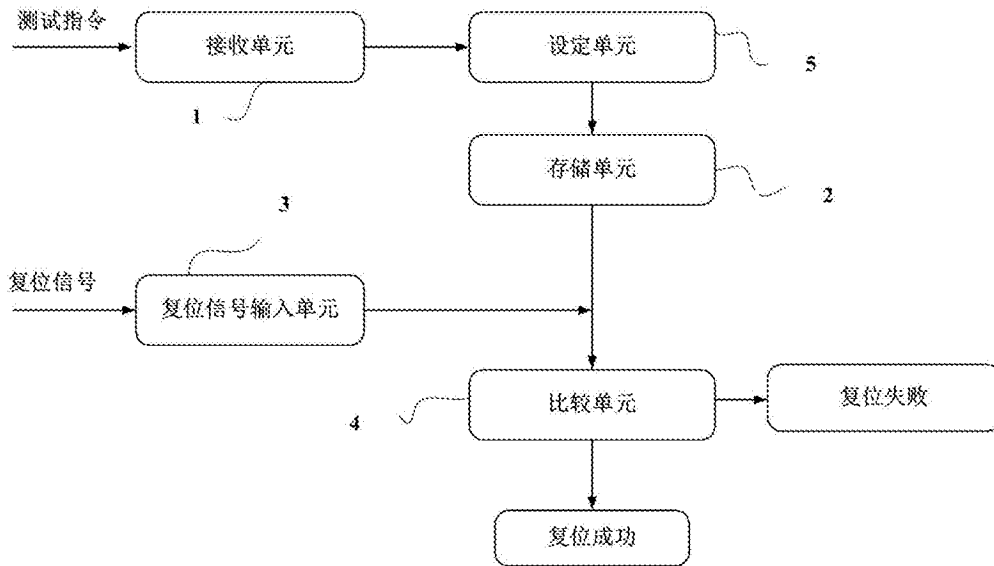 测试指令
接收单元
设定单元
1
5
存储单元
2
3
复位信号
复位信号输入单元
比较单元
复位失败
4
复位成功